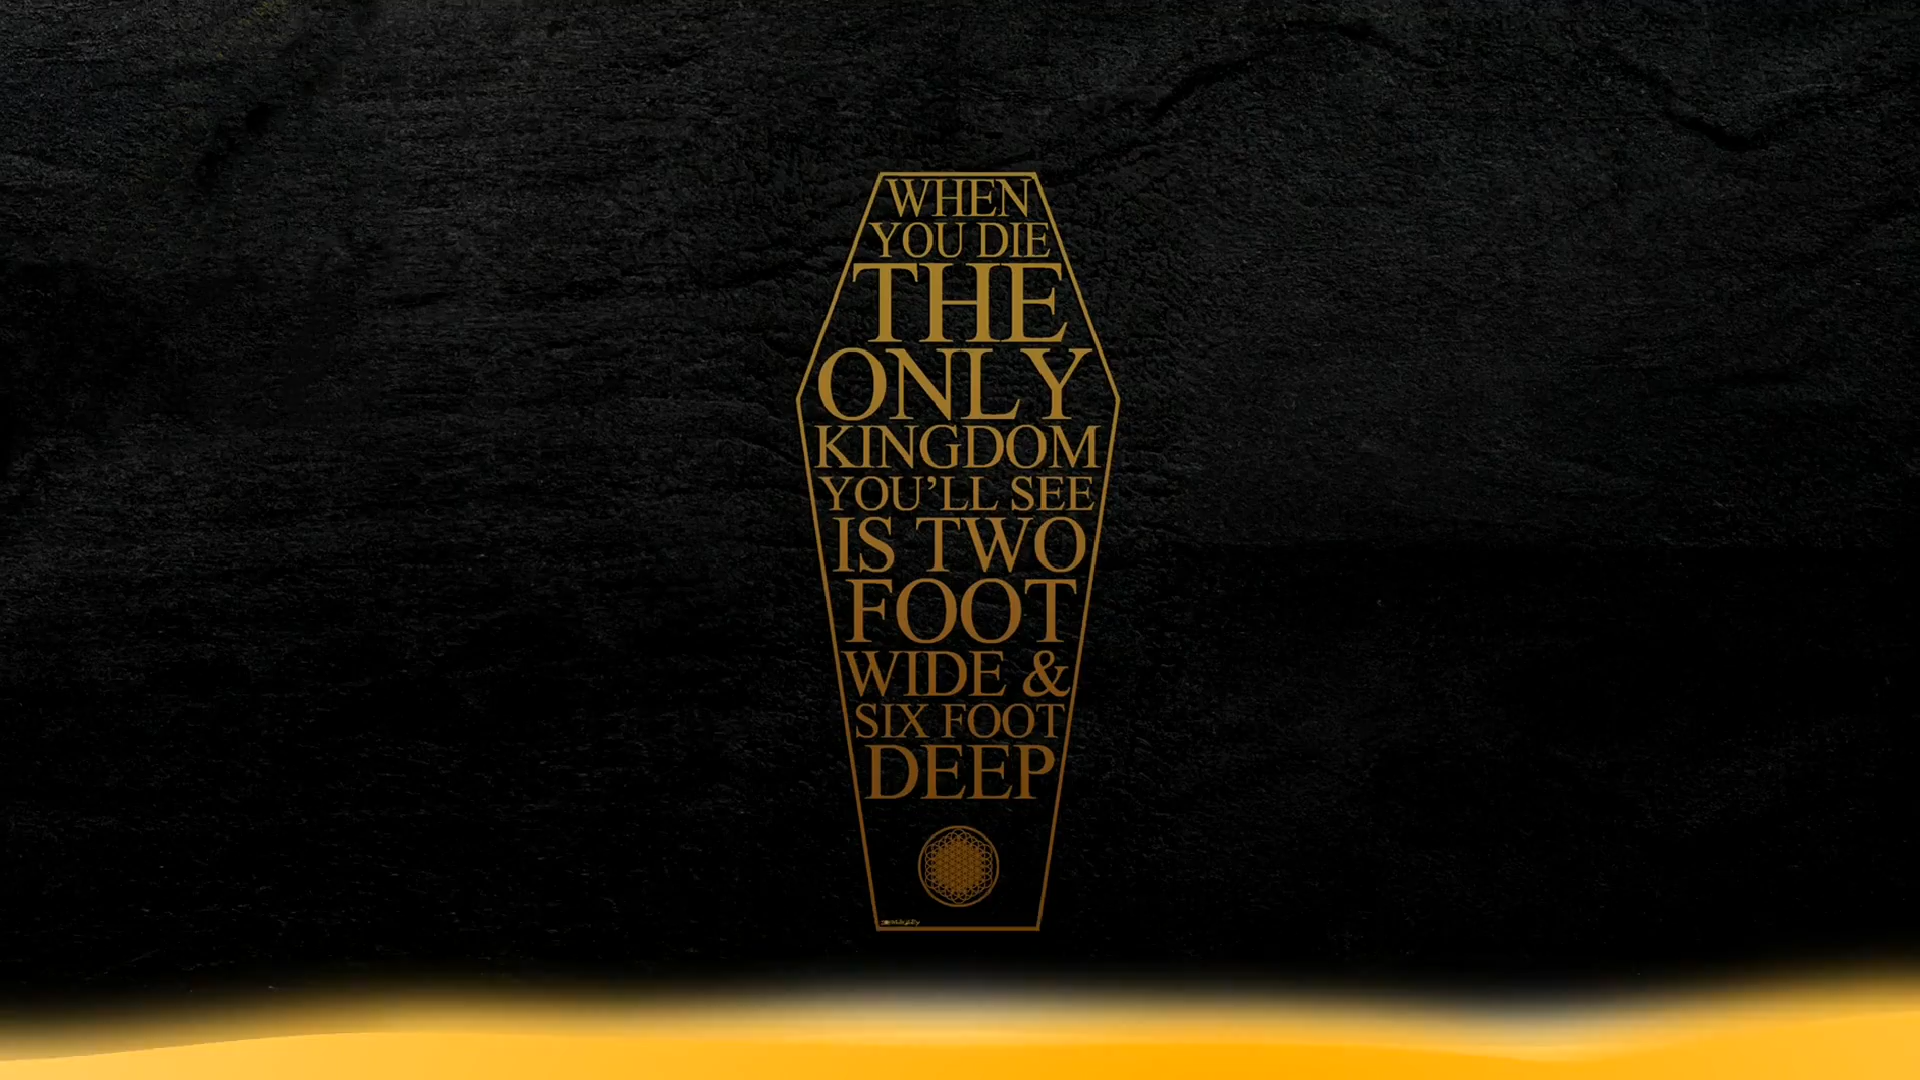 WHEN
YOU DIE
THE
ONLY
KINGDOM
YOU'LL SEE
IS TWO
FOOT
WIDE &
SIX FOOT
DEEP